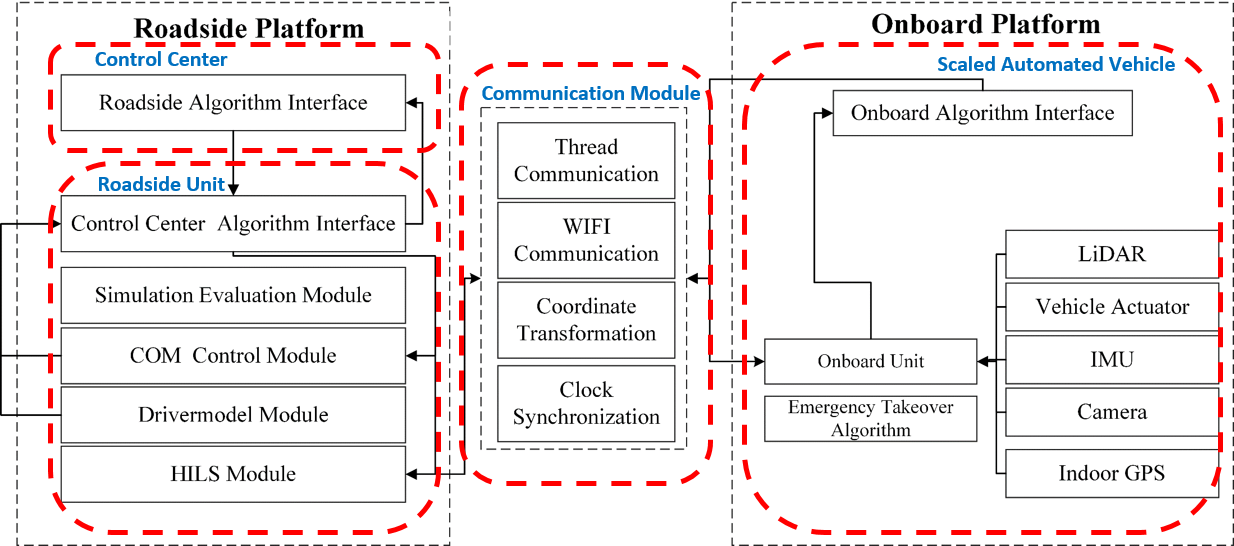 Roadside Platform
Control Center
Roadside Algorithm Interface
Roadside Unit
Control Center Algorithm Interface
Simulation Evaluation Module
COM Control Module
Drivermodel Module
HILS Module
Communication Module
Thread
Communication
WIFI
Communication
Coordinate
Transformation
Clock
Synchronization
Onboard Platform
Scaled Automated Vehicle
Onboard Algorithm Interface
Onboard Unit
Emergency Takeover
Algorithm
LiDAR
Vehicle Actuator
IMU
Camera
Indoor GPS